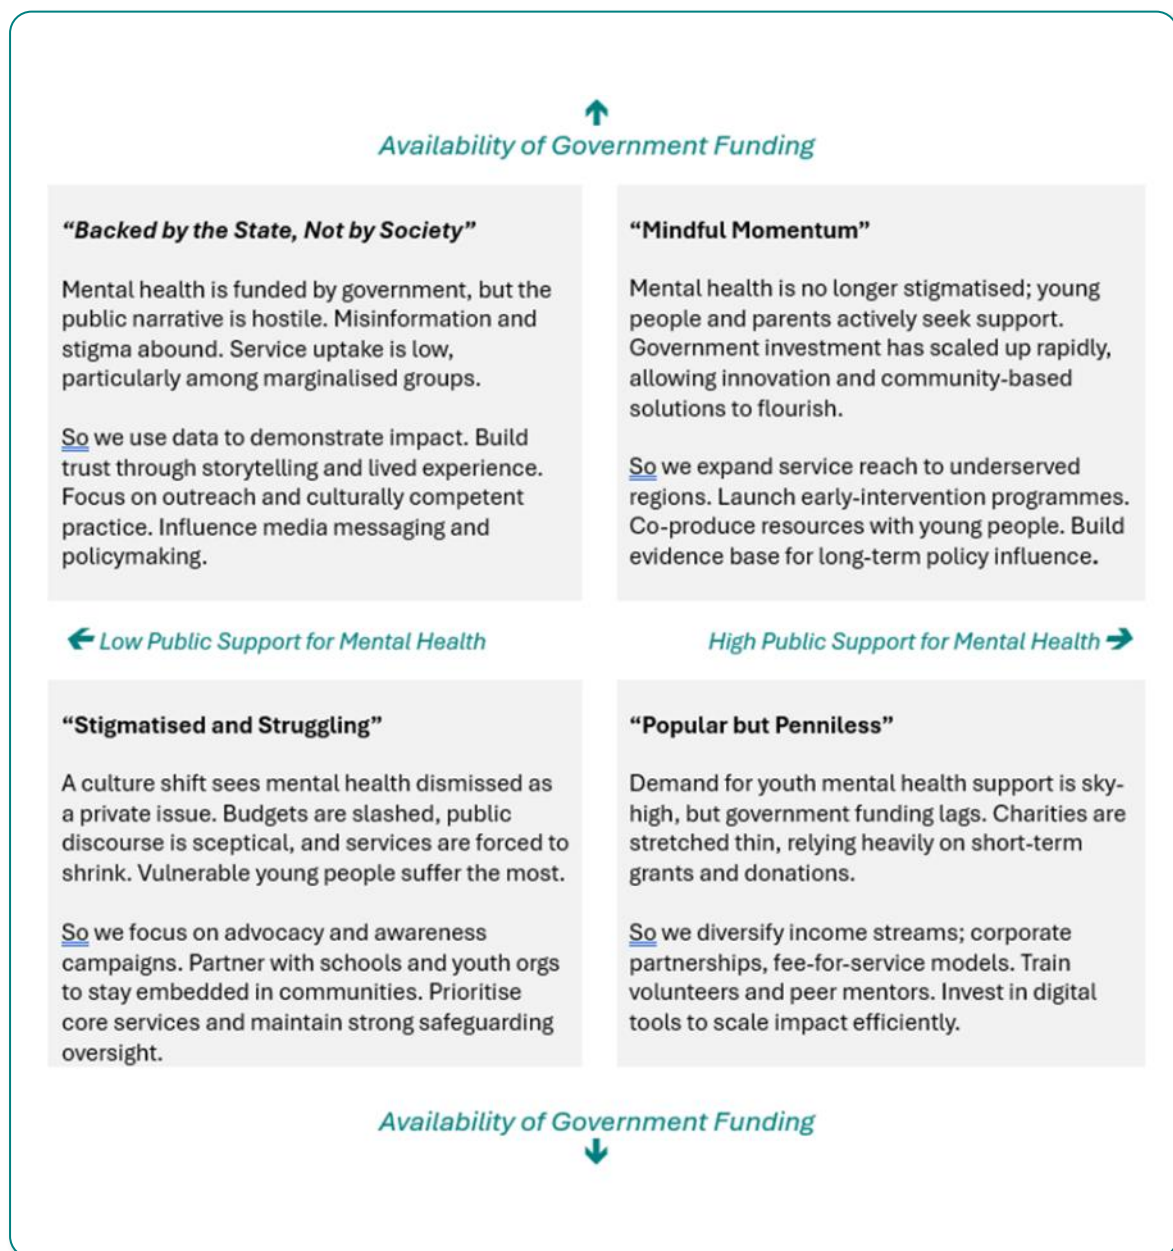 Availability of Government Funding
“Backed by the State, Not by Society”
Mental health is funded by government, but the
public narrative is hostile. Misinformation and
stigma abound. Service uptake is low,
particularly among marginalised groups.
So we use data to demonstrate impact. Build
trust through storytelling and lived experience.
Focus on outreach and culturally competent
practice. Influence media messaging and
policymaking.
“Mindful Momentum”
Mental health is no longer stigmatised; young
people and parents actively seek support.
Government investment has scaled up rapidly,
allowing innovation and community-based
solutions to flourish.
So we expand service reach to underserved
regions. Launch early-intervention programmes.
Co-produce resources with young people. Build
evidence base for long-term policy influence.
Low Public Support for Mental Health
High Public Support for Mental Health
“Stigmatised and Struggling”
A culture shift sees mental health dismissed as
a private issue. Budgets are slashed, public
discourse is sceptical, and services are forced to
shrink. Vulnerable young people suffer the most.
So we focus on advocacy and awareness
campaigns. Partner with schools and youth orgs
to stay embedded in communities. Prioritise
core services and maintain strong safeguarding
oversight.
“Popular but Penniless”
Demand for youth mental health support is sky-
high, but government funding lags. Charities are
stretched thin, relying heavily on short-term
grants and donations.
So we diversify income streams; corporate
partnerships, fee-for-service models. Train
volunteers and peer mentors. Invest in digital
tools to scale impact efficiently.
Availability of Government Funding